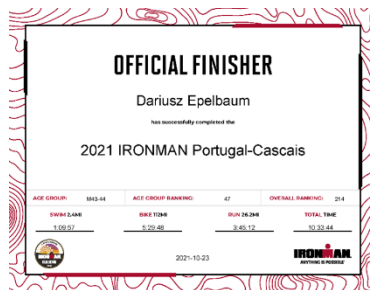 OFFICIAL FINISHER
Dariusz Epelbaum
has successfully completed the
2021 IRONMAN Portugal-Cascais
AGE GROUP: M40-44 AGE GROUP RANKING: 47 OVERALL RANKING: 214
SWIM 2.4MI BIKE 112MI RUN 26.2MI TOTAL TIME
1:09:57 5:29:48 3:45:12 10:33:44
2021-10-23
IRONMAN
ANYTHING IS POSSIBLE